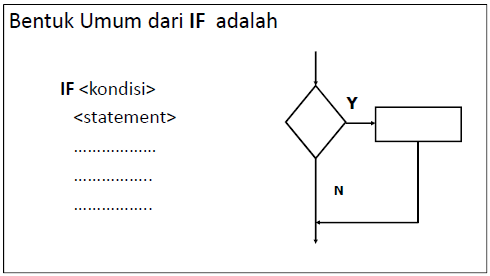 Bentuk Umum dari IF adalah
IF <kondisi>
<statement>
………………
……………..
……………..
Y
N